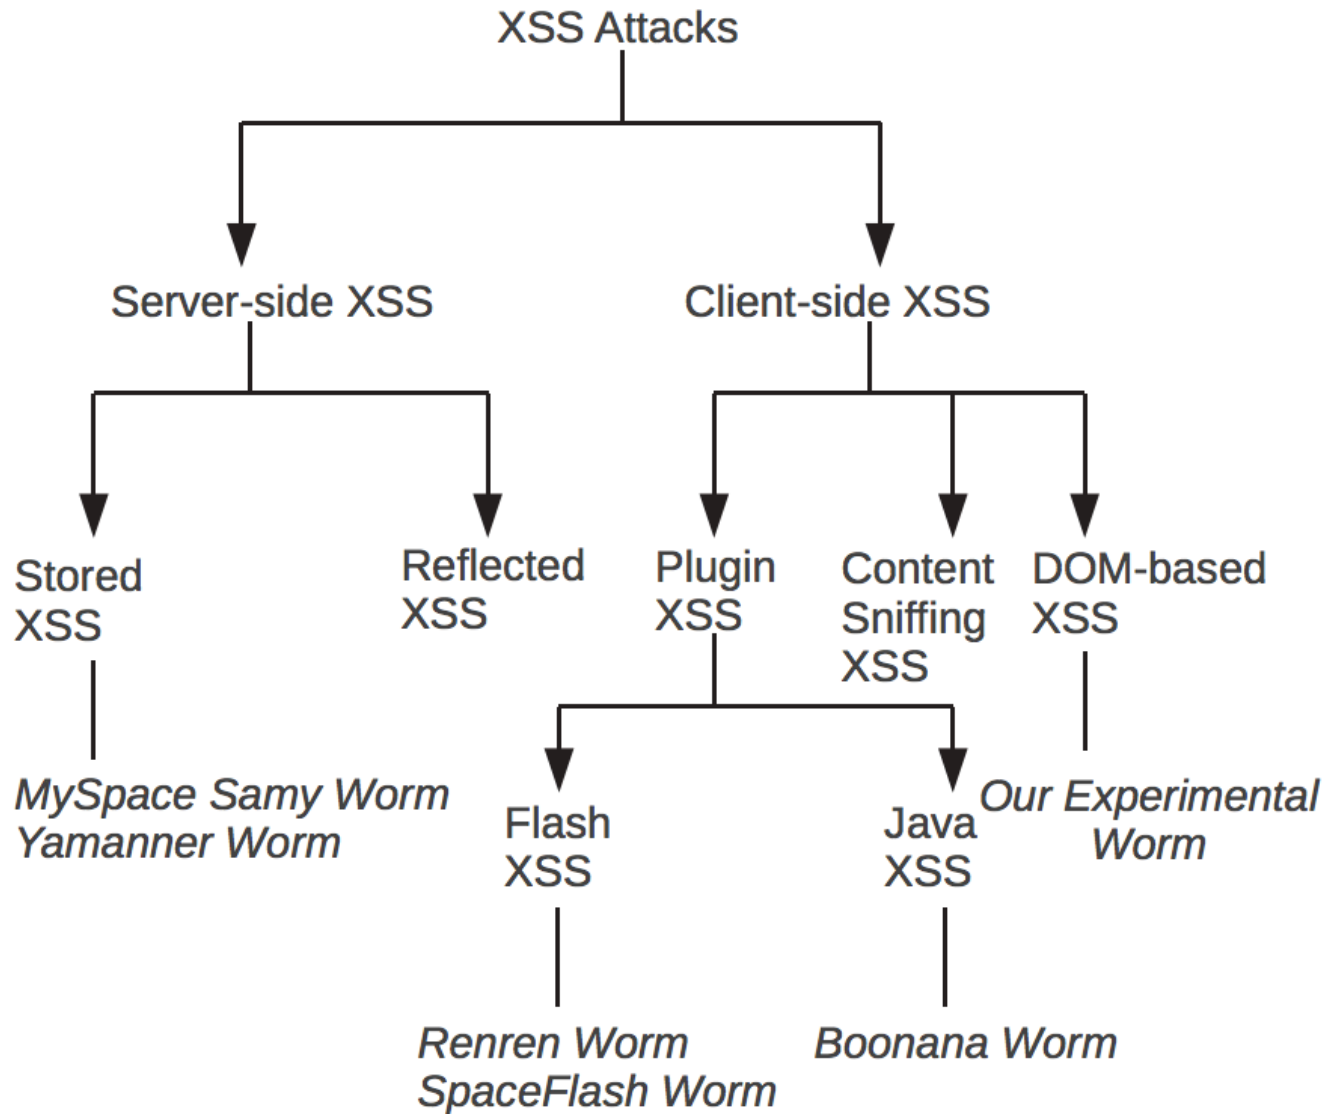 XSS Attacks
Server-side XSS
Client-side XSS
Stored
XSS
Reflected
XSS
Plugin
XSS
Content
Sniffing
XSS
DOM-based
XSS
MySpace Samy Worm
Yamanner Worm
Flash
XSS
Java
XSS
Our Experimental
Worm
Renren Worm
SpaceFlash Worm
Boonana Worm